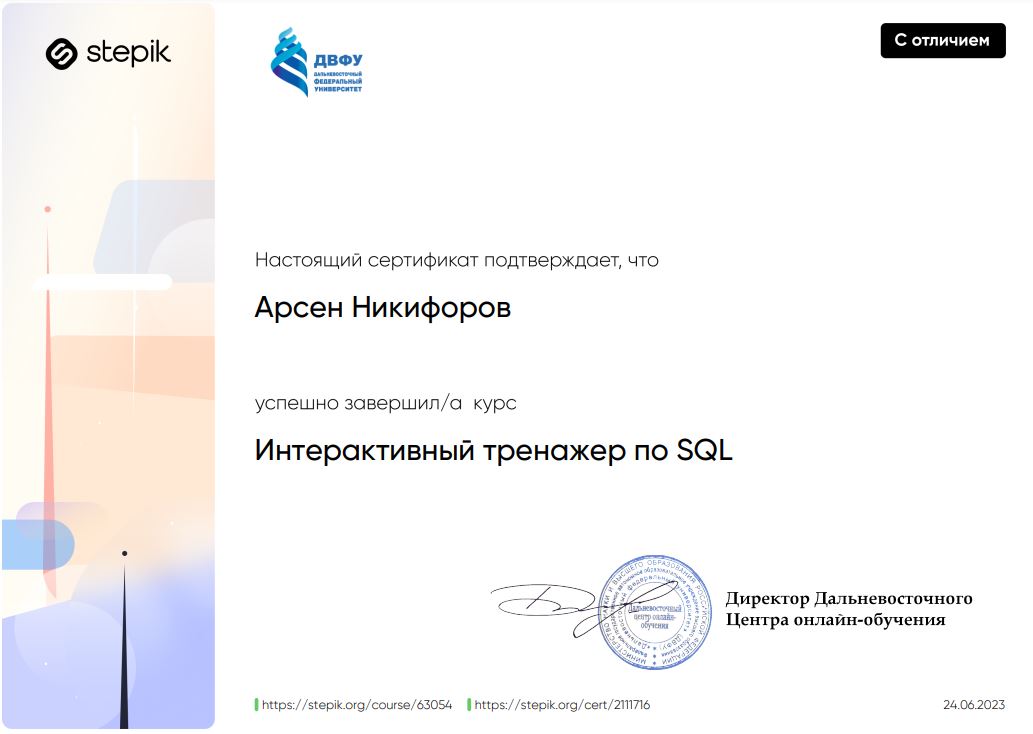 stepik
ДВФУ
ДАЛЬНЕВОСТОЧНЫЙ
ФЕДЕРАЛЬНЫЙ
УНИВЕРСИТЕТ
С отличием
Настоящий сертификат подтверждает, что
Арсен Никифоров
успешно завершил/а курс
Интерактивный тренажер по SQL
Дальневосточный
центр онлайн-
обучения
Директор Дальневосточного
Центра онлайн-обучения
https://stepik.org/course/63054
https://stepik.org/cert/2111716
24.06.2023